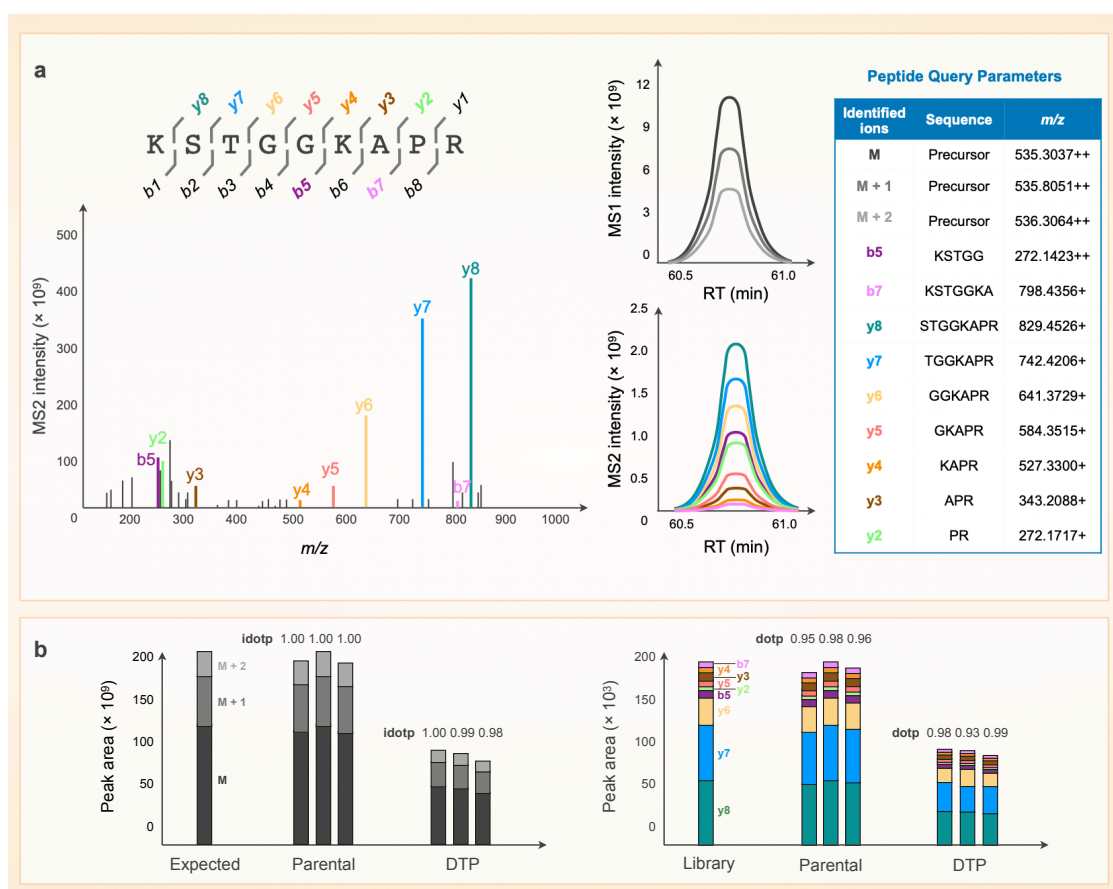 a
y8 y7 y6 y5 y4 y3 y2 y1
K S T G G K A P R
b1 b2 b3 b4 b5 b6 b7 b8
MS2 intensity (× 10⁹)
500
400
300
200
100
0
y8
y7
y6
y2
b5
y3
y4
y5
b7
200 300 400 500 600 700 800 900 1000
m/z
MS1 intensity (× 10⁹)
12
9
6
3
0
60.5 61.0
RT (min)
MS2 intensity (× 10⁹)
2.5
2.0
1.5
1.0
0.5
0
60.5 61.0
RT (min)
Peptide Query Parameters
Identified ions Sequence m/z
M Precursor 535.3037++
M + 1 Precursor 535.8051++
M + 2 Precursor 536.3064++
b5 KSTGG 272.1423++
b7 KSTGGKA 798.4356+
y8 STGGKAPR 829.4526+
y7 TGGKAPR 742.4206+
y6 GGKAPR 641.3729+
y5 GKAPR 584.3515+
y4 KAPR 527.3300+
y3 APR 343.2088+
y2 PR 272.1717+
b
Peak area (× 10⁹)
200
150
100
50
0
idotp 1.00 1.00 1.00
M + 2
M + 1
M
idotp 1.00 0.99 0.98
Expected Parental DTP
Peak area (× 10³)
200
150
100
50
0
dotp 0.95 0.98 0.96
b7
y4
y3
y5
y2
b5
y6
y7
y8
dotp 0.98 0.93 0.99
Library Parental DTP